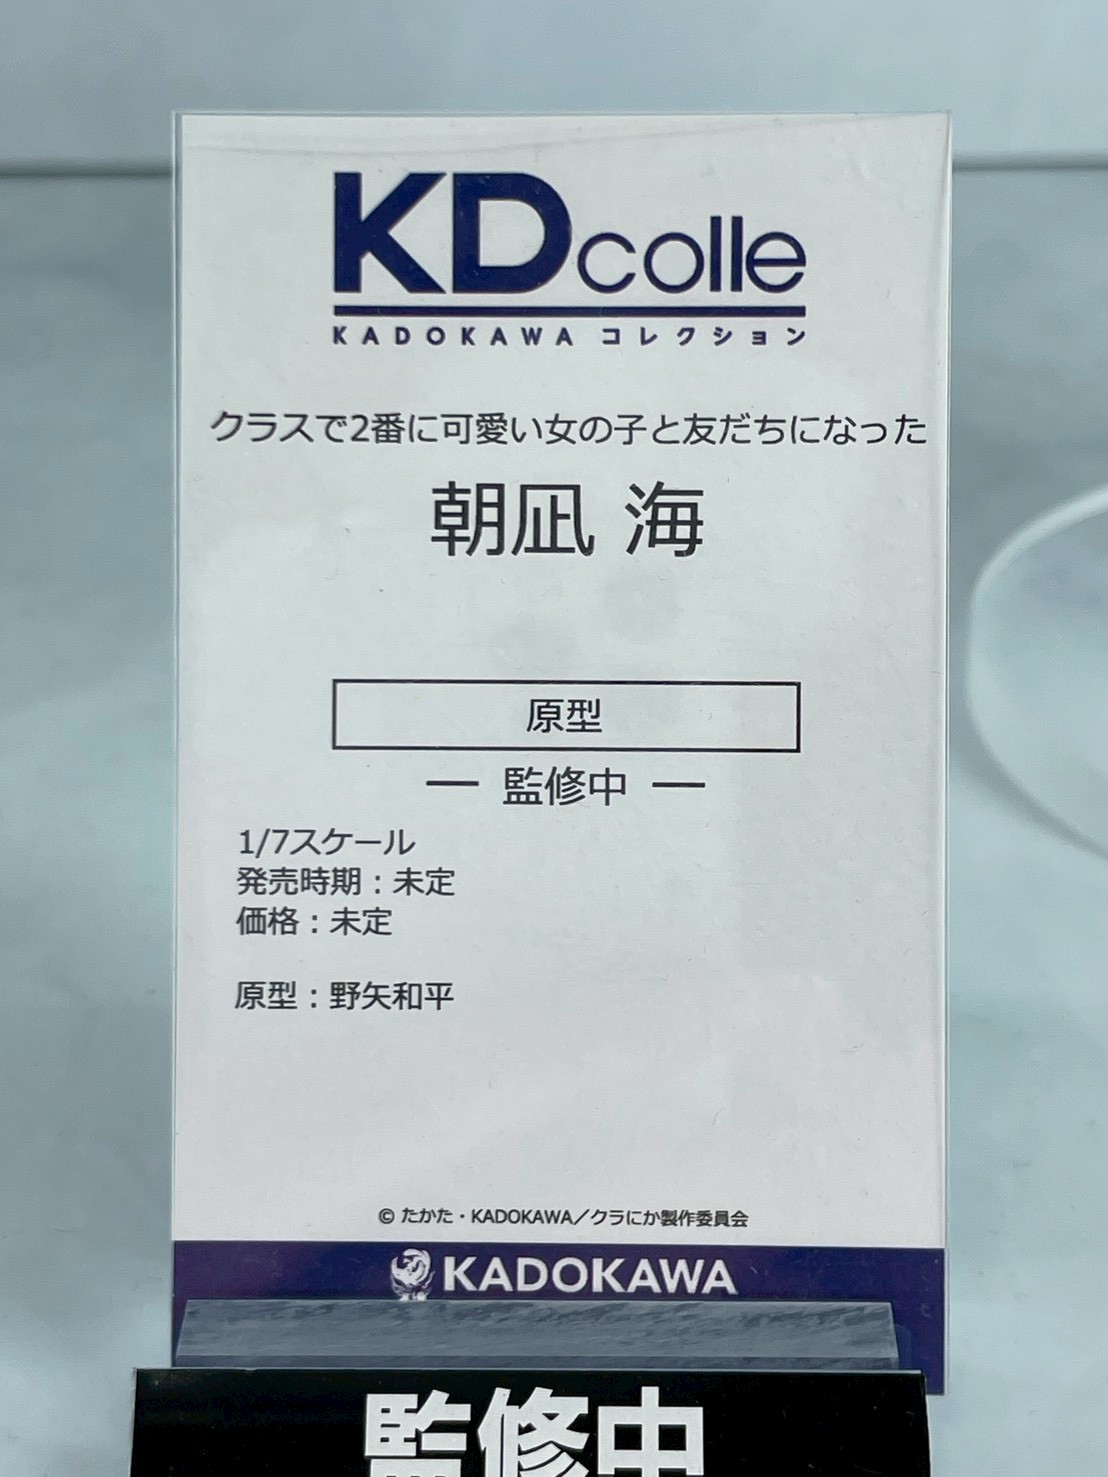 KDcolle
KADOKAWA コレクション
クラスで2番に可愛い女の子と友だちになった
朝凪 海
原型
― 監修中 ―
1/7スケール
発売時期：未定
価格：未定
原型：野矢和平
© たかた・KADOKAWA／クラにか製作委員会
KADOKAWA
監修中